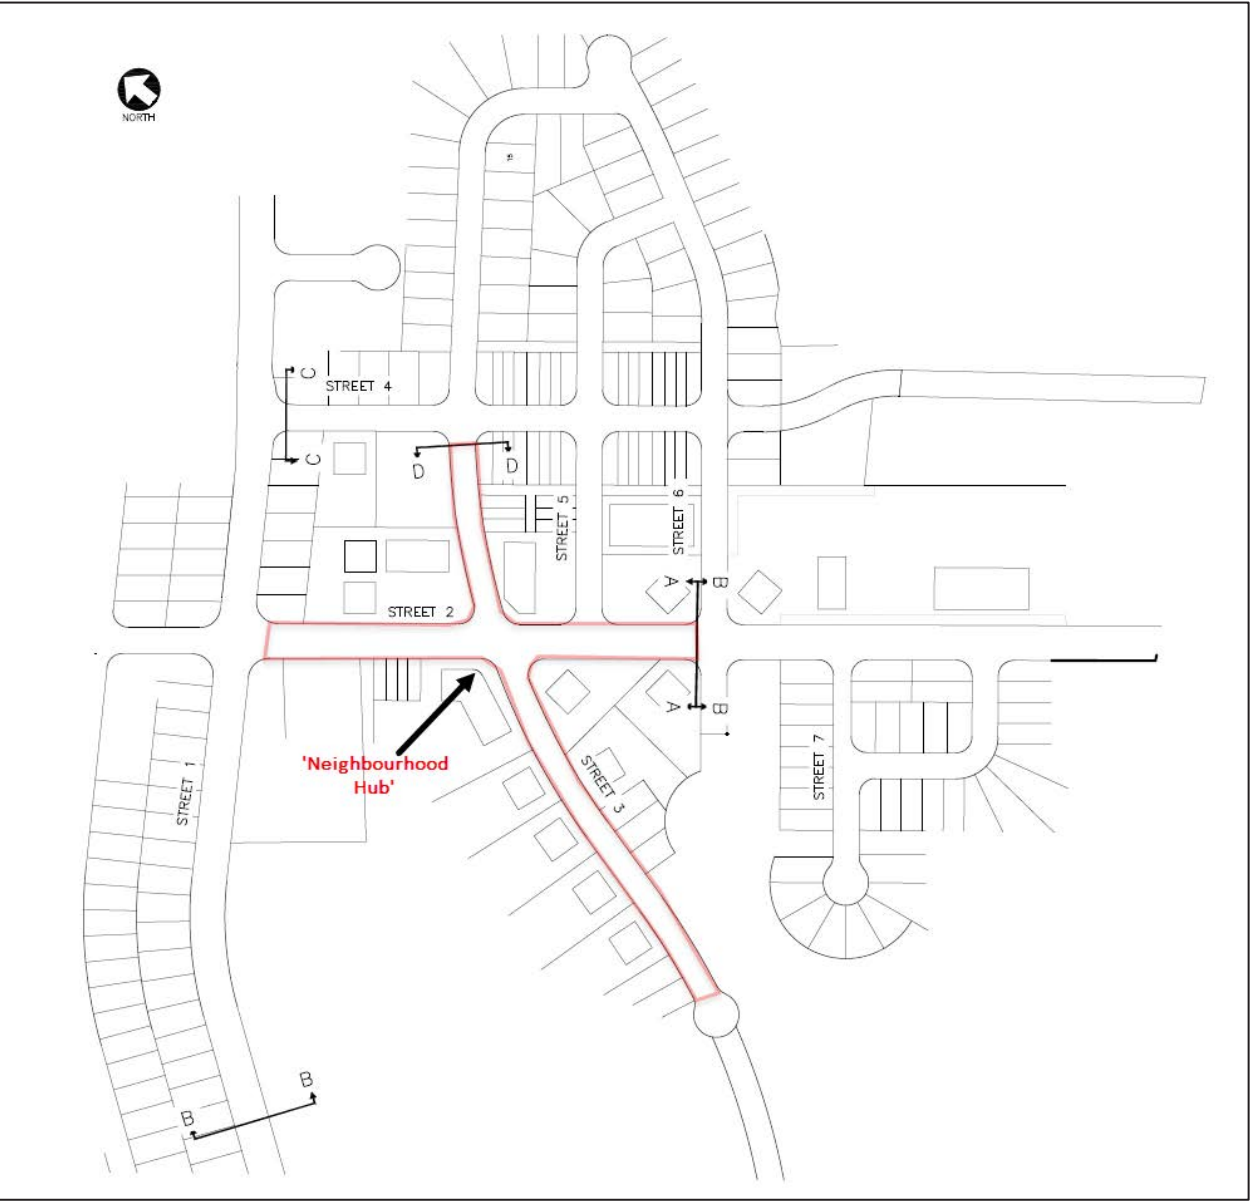 NORTH
C
STREET 4
C
D
D
STREET 5
STREET 6
A
B
STREET 2
A
B
'Neighbourhood
Hub'
STREET 3
STREET 7
STREET 1
B
B